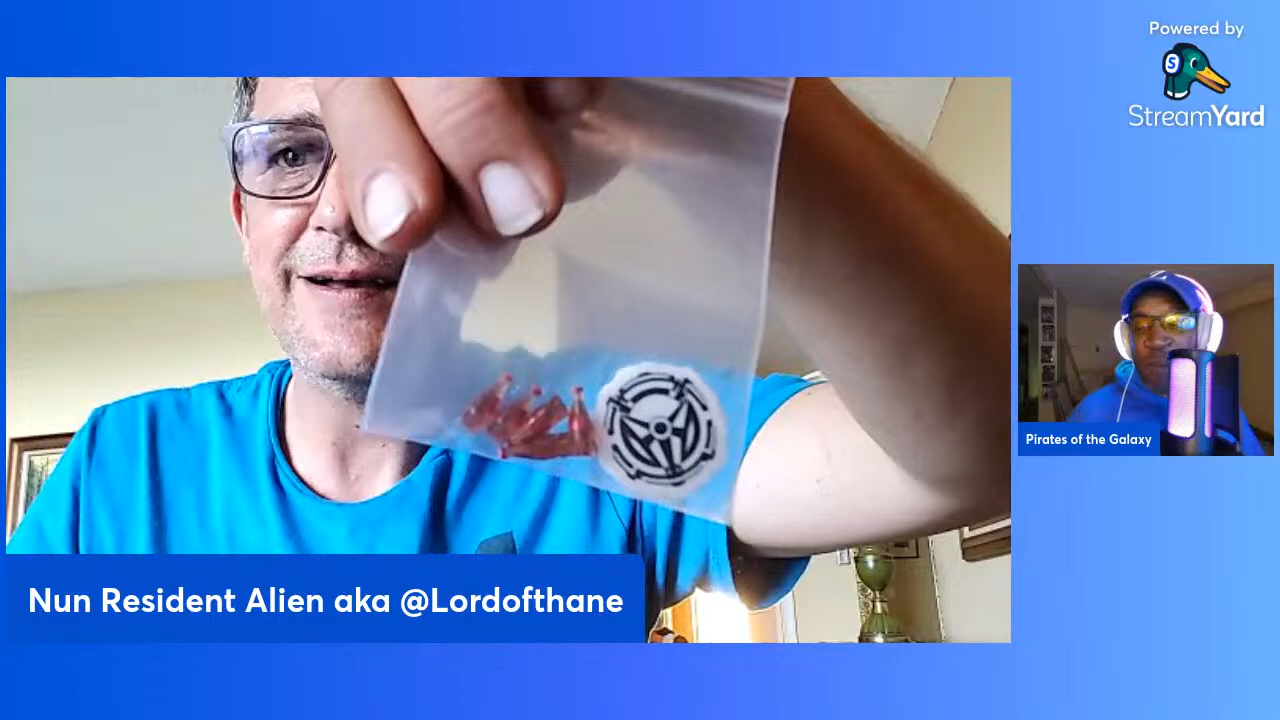 Powered by
S
StreamYard
Pirates of the Galaxy
Nun Resident Alien aka @Lordofthane